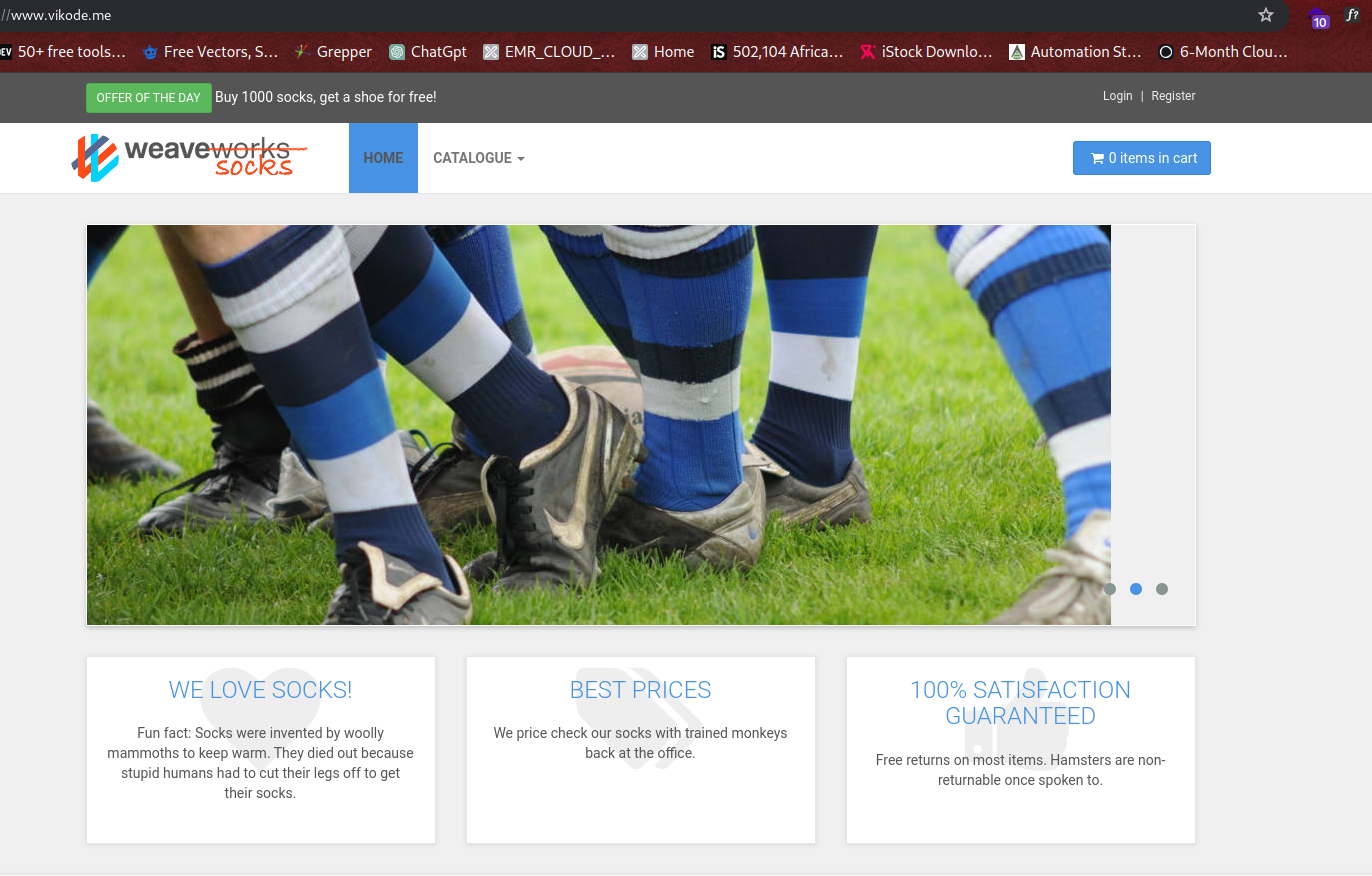 //www.vikode.me
DEV 50+ free tools… Free Vectors, S… Grepper ChatGpt EMR_CLOUD_… Home iS 502,104 Africa… iStock Downlo… Automation St… 6-Month Clou…
10
f?
OFFER OF THE DAY Buy 1000 socks, get a shoe for free!
Login | Register
weaveworks
socks
HOME CATALOGUE
0 items in cart
WE LOVE SOCKS!
Fun fact: Socks were invented by woolly
mammoths to keep warm. They died out because
stupid humans had to cut their legs off to get
their socks.
BEST PRICES
We price check our socks with trained monkeys
back at the office.
100% SATISFACTION
GUARANTEED
Free returns on most items. Hamsters are non-
returnable once spoken to.